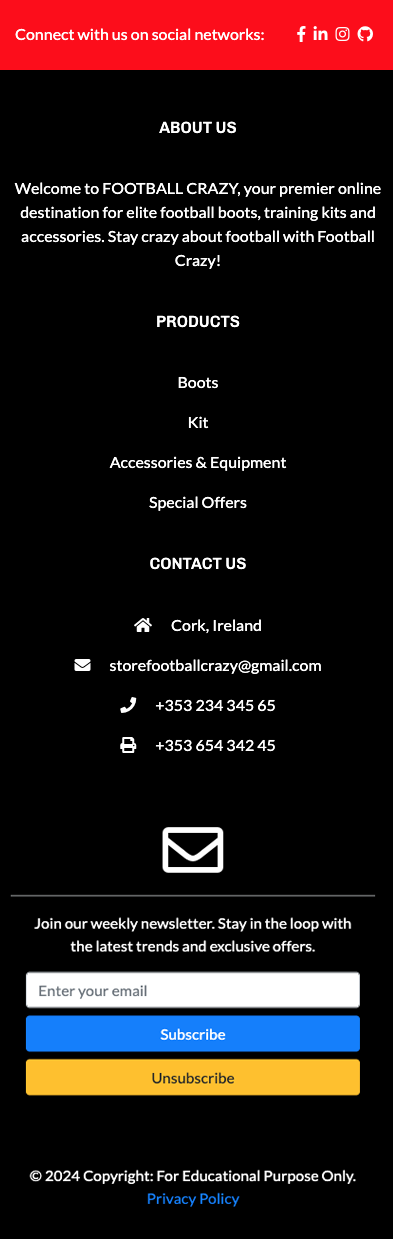 Connect with us on social networks:
ABOUT US
Welcome to FOOTBALL CRAZY, your premier online
destination for elite football boots, training kits and
accessories. Stay crazy about football with Football
Crazy!
PRODUCTS
Boots
Kit
Accessories & Equipment
Special Offers
CONTACT US
Cork, Ireland
storefootballcrazy@gmail.com
+353 234 345 65
+353 654 342 45
Join our weekly newsletter. Stay in the loop with
the latest trends and exclusive offers.
Enter your email
Subscribe
Unsubscribe
© 2024 Copyright: For Educational Purpose Only.
Privacy Policy